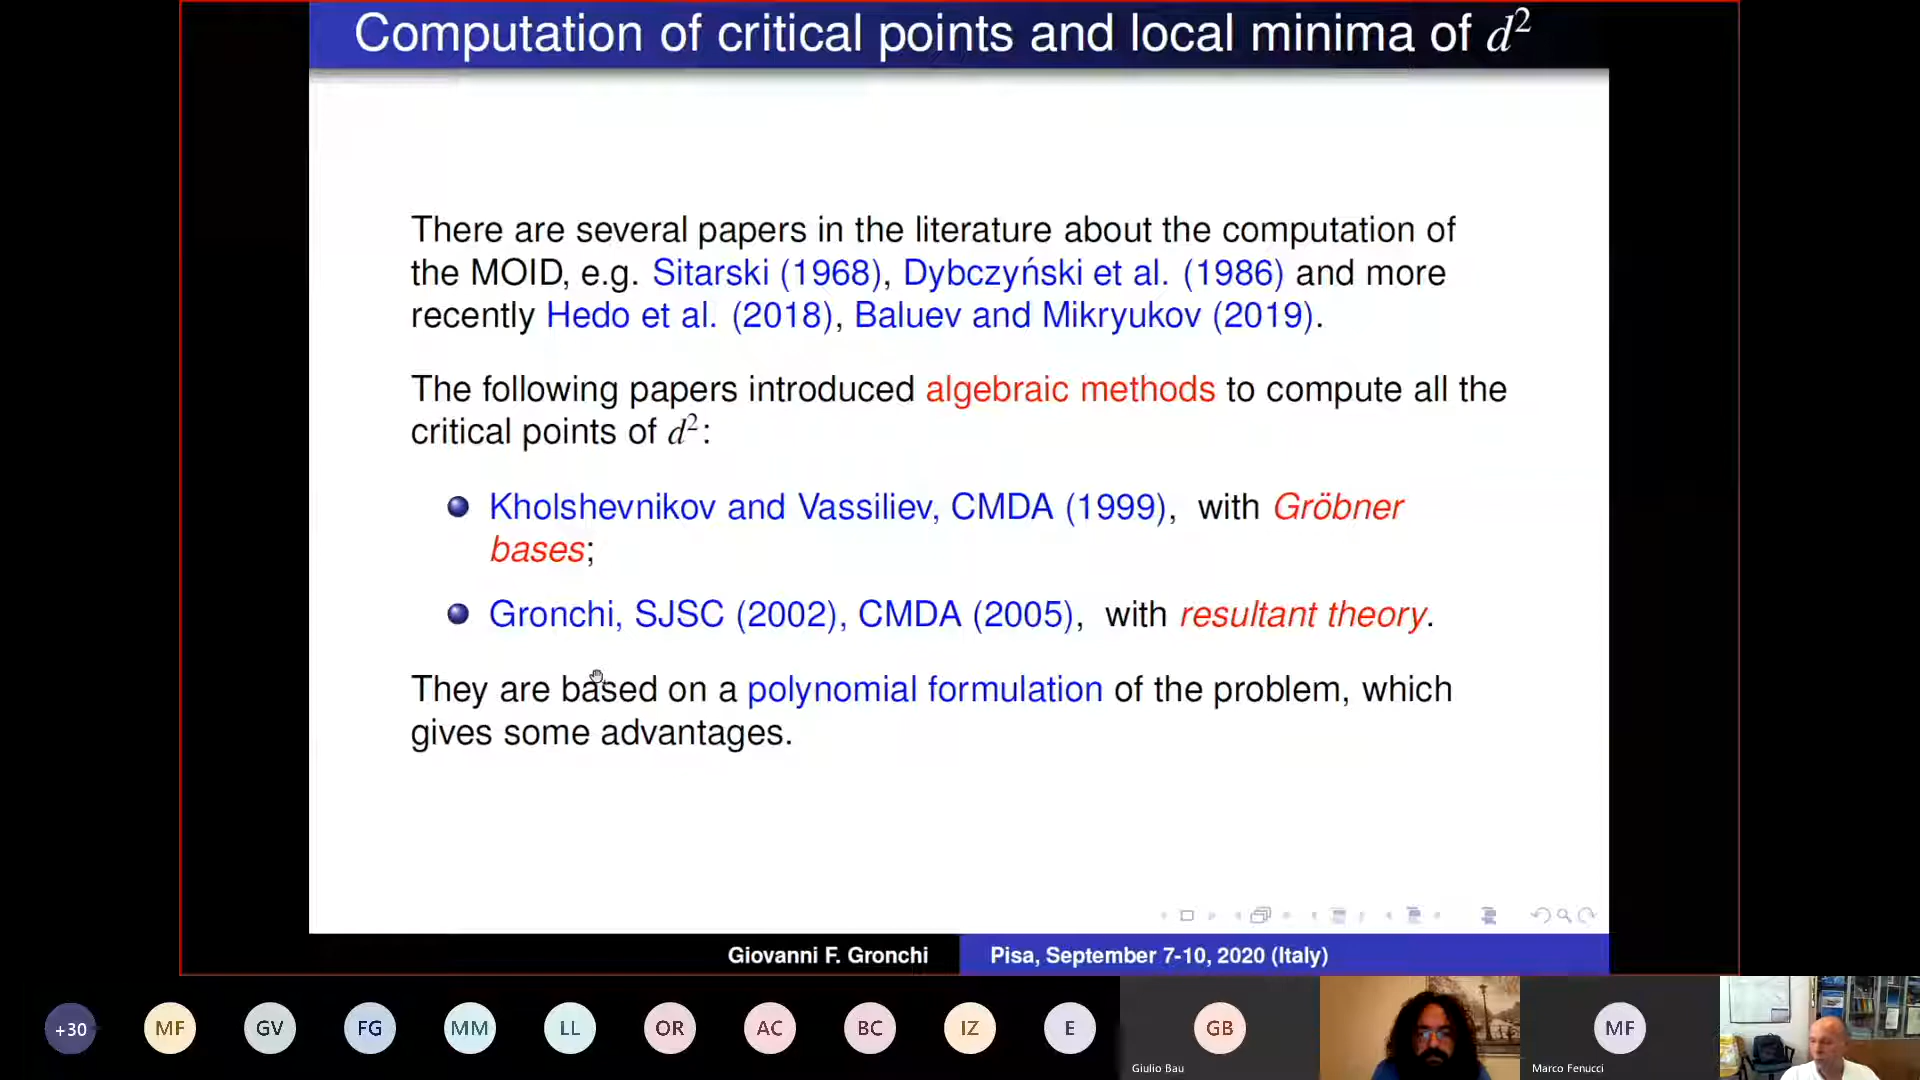 Computation of critical points and local minima of d²
There are several papers in the literature about the computation of
the MOID, e.g. Sitarski (1968), Dybczyński et al. (1986) and more
recently Hedo et al. (2018), Baluev and Mikryukov (2019).
The following papers introduced algebraic methods to compute all the
critical points of d²:
Kholshevnikov and Vassiliev, CMDA (1999), with Gröbner
bases;
Gronchi, SJSC (2002), CMDA (2005), with resultant theory.
They are based on a polynomial formulation of the problem, which
gives some advantages.
Giovanni F. Gronchi Pisa, September 7-10, 2020 (Italy)
+30 MF GV FG MM LL OR AC BC IZ E GB MF
Giulio Bau Marco Fenucci